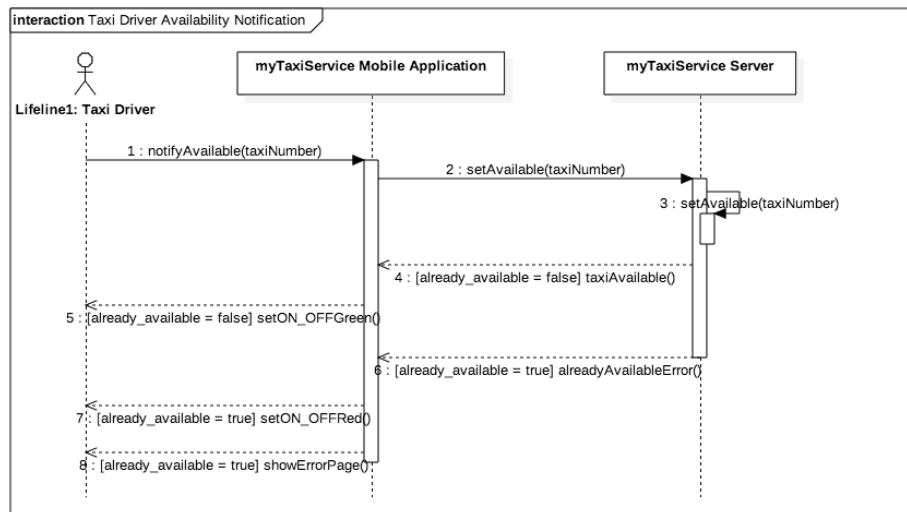 interaction Taxi Driver Availability Notification
myTaxiService Mobile Application
myTaxiService Server
Lifeline1: Taxi Driver
1 : notifyAvailable(taxiNumber)
2 : setAvailable(taxiNumber)
3 : setAvailable(taxiNumber)
4 : [already_available = false] taxiAvailable()
5 : [already_available = false] setON_OFFGreen()
6 : [already_available = true] alreadyAvailableError()
7 : [already_available = true] setON_OFFRed()
8 : [already_available = true] showErrorPage()